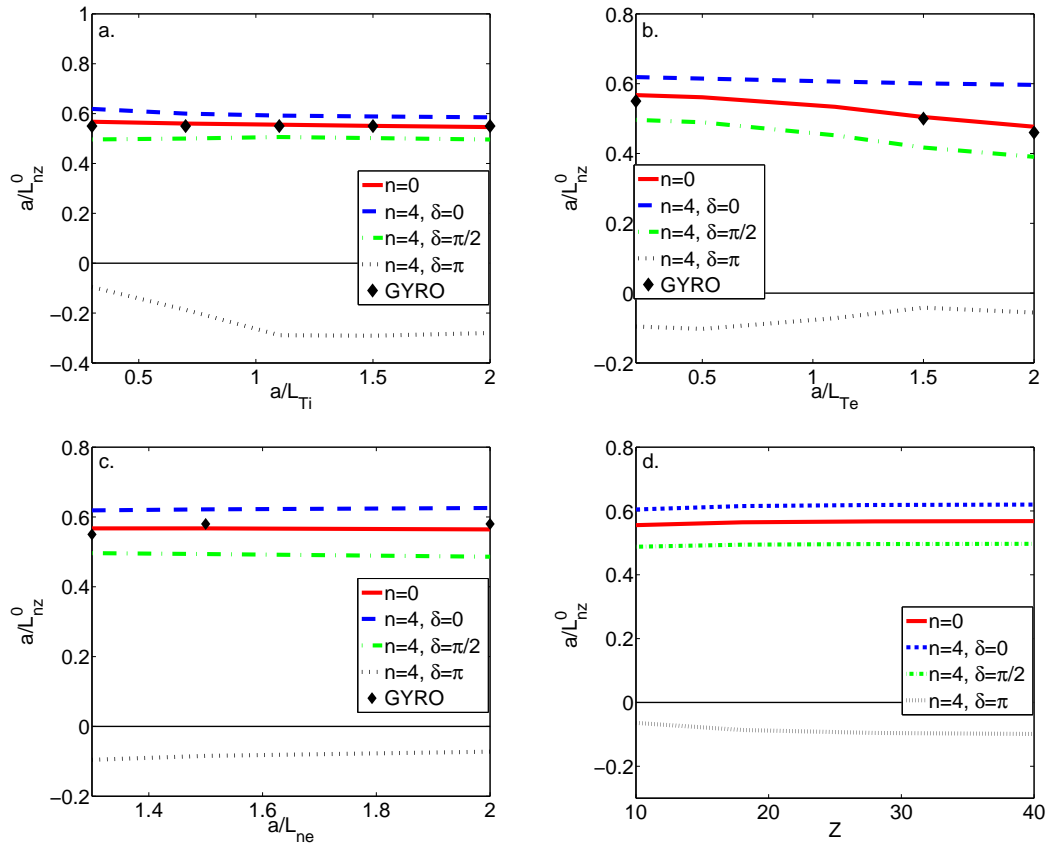 a.
1
0.8
0.6
0.4
0.2
0
−0.2
−0.4
a/L⁰nz
0.5 1 1.5 2
a/LTi
n=0
n=4, δ=0
n=4, δ=π/2
n=4, δ=π
GYRO
b.
0.8
0.6
0.4
0.2
0
−0.2
a/L⁰nz
0.5 1 1.5 2
a/LTe
n=0
n=4, δ=0
n=4, δ=π/2
n=4, δ=π
GYRO
c.
0.8
0.6
0.4
0.2
0
−0.2
a/L⁰nz
1.4 1.6 1.8 2
a/Lne
n=0
n=4, δ=0
n=4, δ=π/2
n=4, δ=π
GYRO
d.
0.8
0.6
0.4
0.2
0
−0.2
a/L⁰nz
10 20 30 40
Z
n=0
n=4, δ=0
n=4, δ=π/2
n=4, δ=π